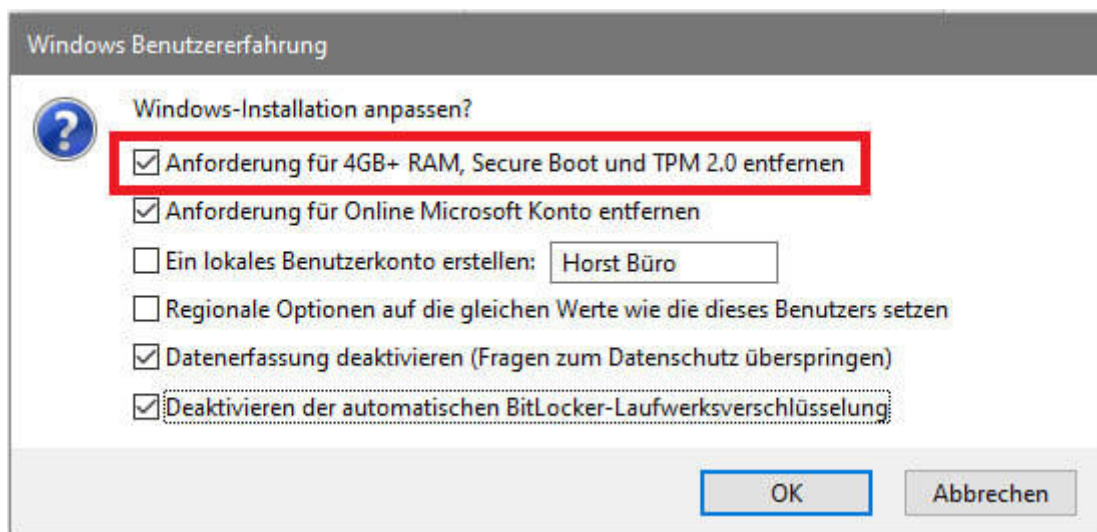 Windows Benutzererfahrung
Windows-Installation anpassen?
Anforderung für 4GB+ RAM, Secure Boot und TPM 2.0 entfernen
Anforderung für Online Microsoft Konto entfernen
Ein lokales Benutzerkonto erstellen: Horst Büro
Regionale Optionen auf die gleichen Werte wie die dieses Benutzers setzen
Datenerfassung deaktivieren (Fragen zum Datenschutz überspringen)
Deaktivieren der automatischen BitLocker-Laufwerksverschlüsselung
OK Abbrechen